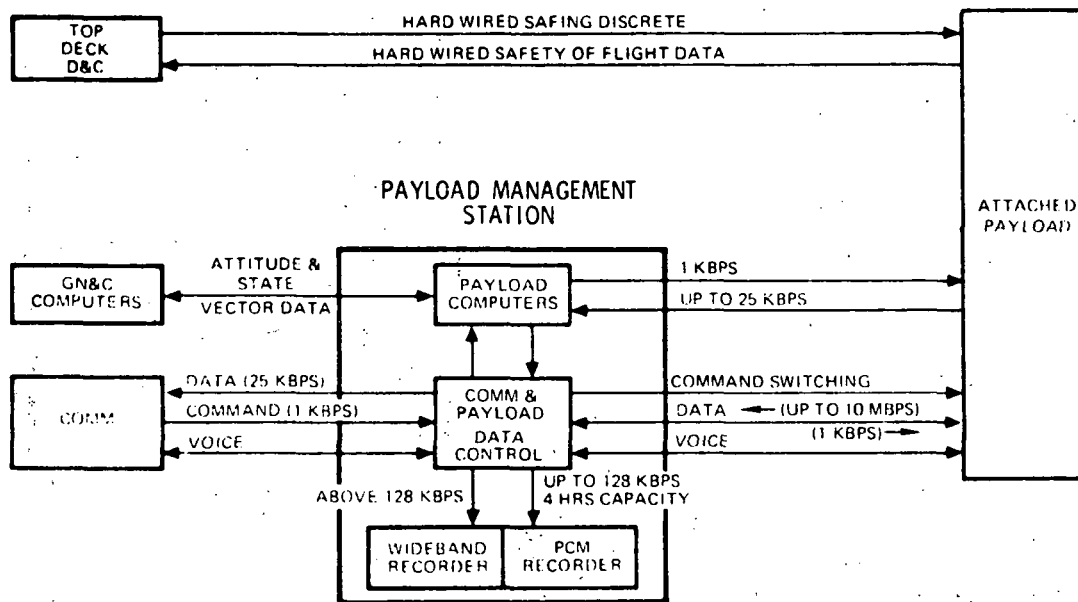 HARD WIRED SAFING DISCRETE
TOP
DECK
D&C
HARD WIRED SAFETY OF FLIGHT DATA
PAYLOAD MANAGEMENT
STATION
ATTACHED
PAYLOAD
GN&C
COMPUTERS
ATTITUDE &
STATE
VECTOR DATA
PAYLOAD
COMPUTERS
1 KBPS
UP TO 25 KBPS
COMM
DATA (25 KBPS)
COMMAND (1 KBPS)
VOICE
COMM &
PAYLOAD
DATA
CONTROL
COMMAND SWITCHING
DATA (UP TO 10 MBPS)
(1 KBPS)
VOICE
ABOVE 128 KBPS
UP TO 128 KBPS
4 HRS CAPACITY
WIDEBAND
RECORDER
PCM
RECORDER